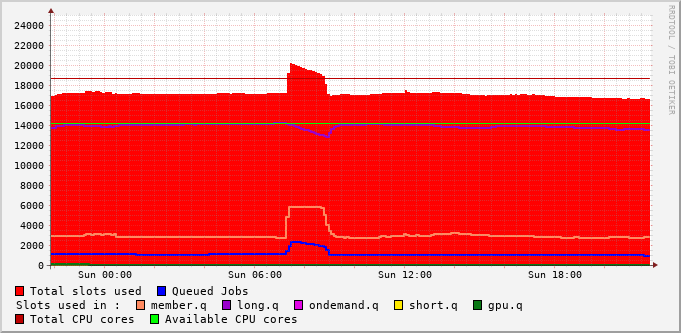 24000
22000
20000
18000
16000
14000
12000
10000
8000
6000
4000
2000
0
Sun 00:00 Sun 06:00 Sun 12:00 Sun 18:00
RRDTOOL / TOBI OETIKER
Total slots used Queued Jobs
Slots used in : member.q long.q ondemand.q short.q gpu.q
Total CPU cores Available CPU cores